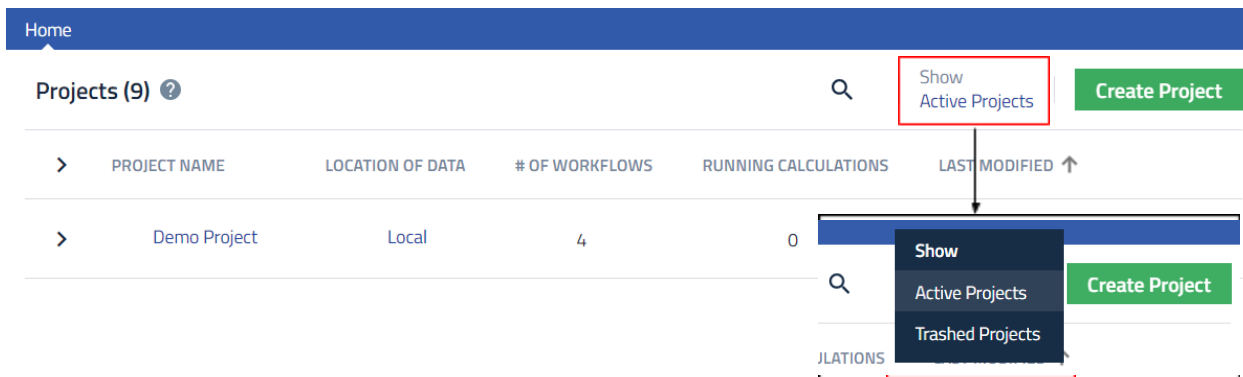 Home
Projects (9)
Show
Active Projects
Create Project
PROJECT NAME LOCATION OF DATA # OF WORKFLOWS RUNNING CALCULATIONS LAST MODIFIED
Demo Project Local 4 0
Show
Active Projects
Trashed Projects
Create Project